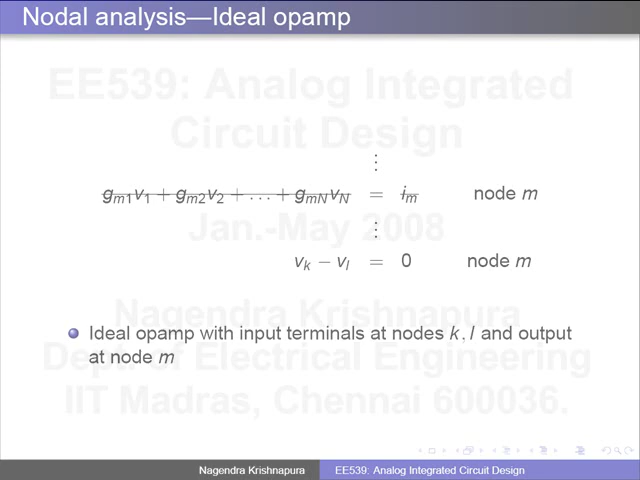 Nodal analysis—Ideal opamp
EE539: Analog Integrated
Circuit Design
⋮
g_{m1}v_1 + g_{m2}v_2 + . . . + g_{mN}v_N = i_m node m
Jan.-May 2008
⋮
v_k − v_l = 0 node m
Nagendra Krishnapura
Ideal opamp with input terminals at nodes k, l and output
at node m
Dept. of Electrical Engineering
IIT Madras, Chennai 600036.
Nagendra Krishnapura EE539: Analog Integrated Circuit Design